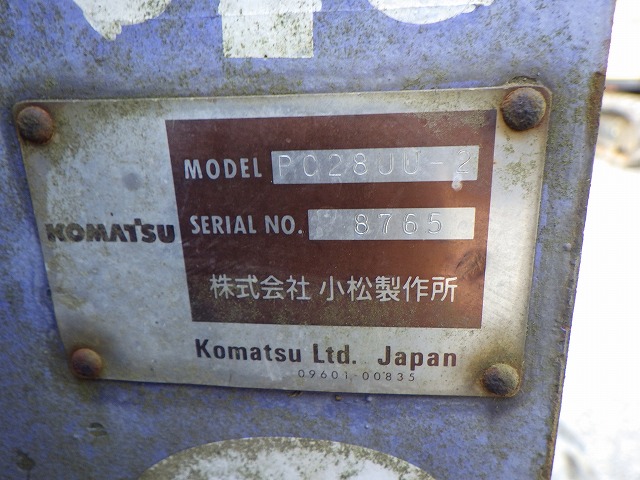 MODEL PC28UU-2
KOMATSU
SERIAL NO. 8765
株式会社 小松製作所
Komatsu Ltd. Japan
09601-00835